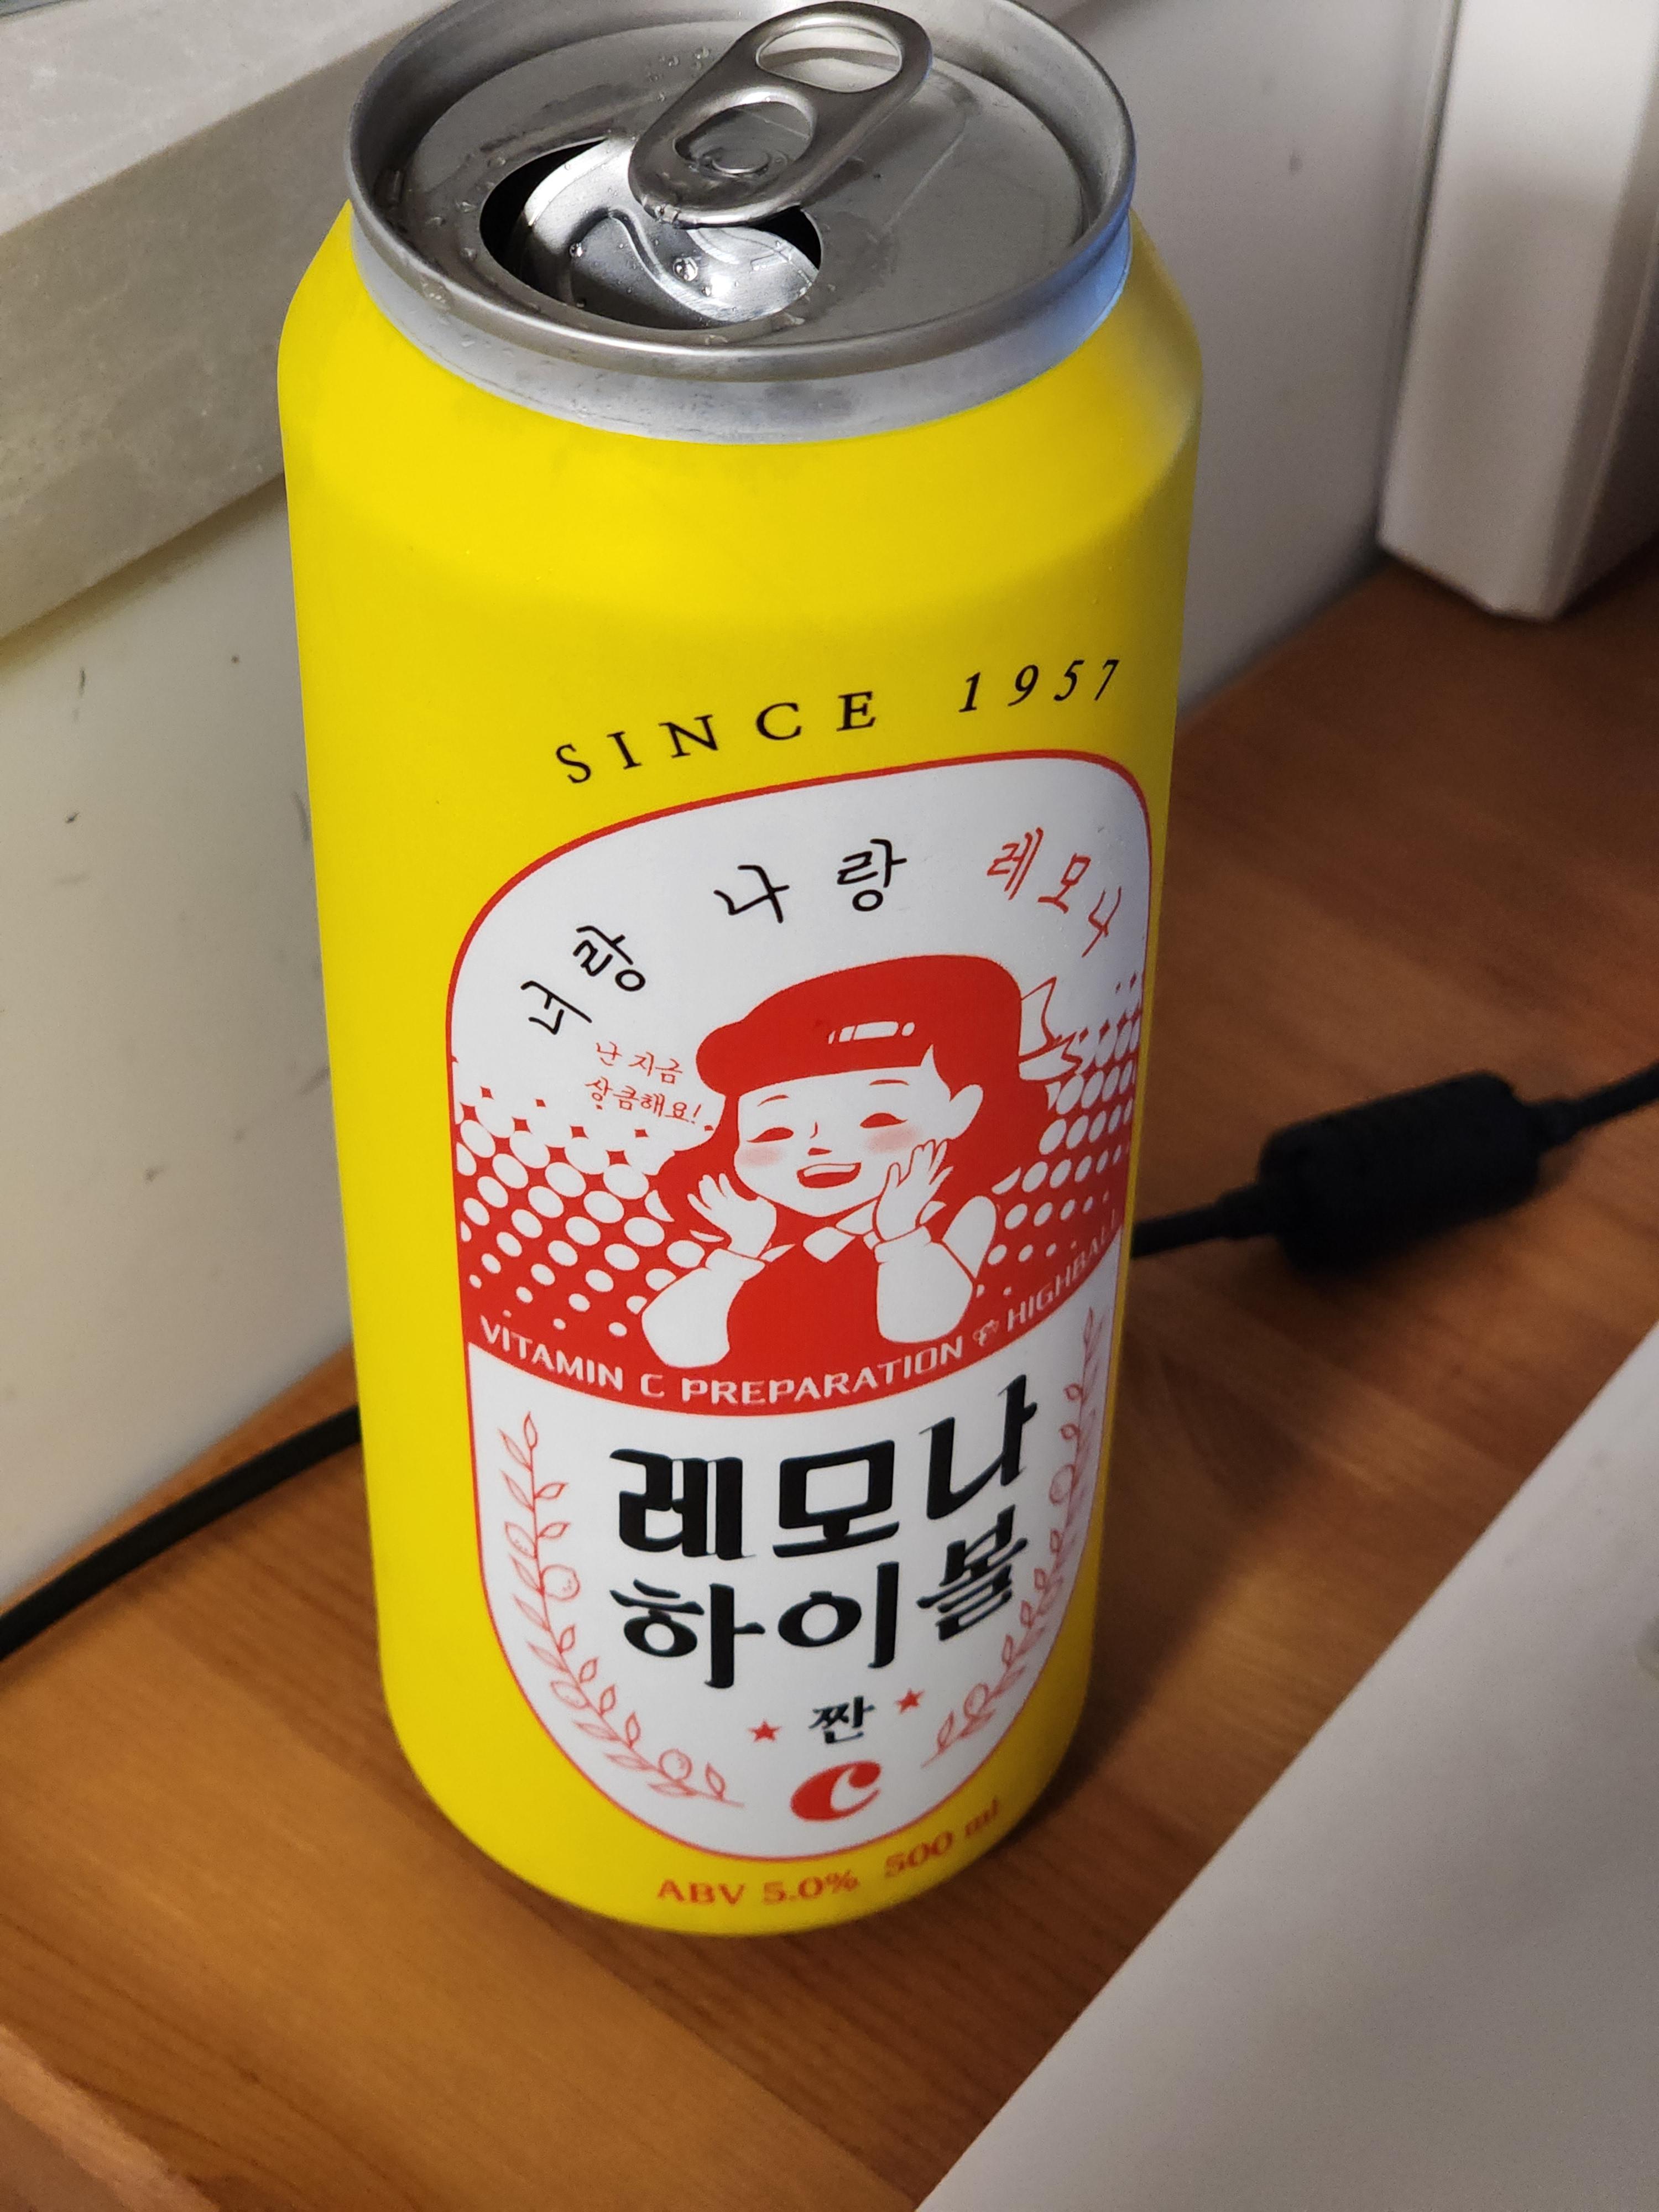 SINCE 1957
너랑 나랑 레모나
난 지금
상큼해요!
VITAMIN C PREPARATION & HIGHBALL
레모나
하이볼
짠
C
ABV 5.0% 500 ml